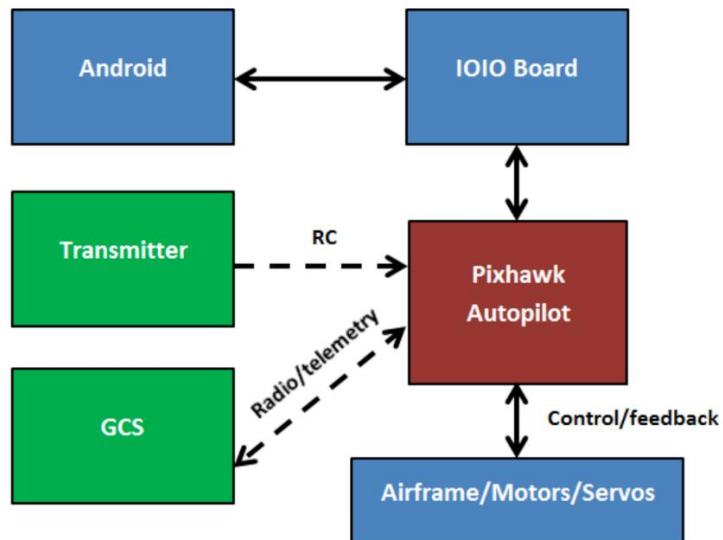 Android
IOIO Board
Transmitter
RC
Pixhawk
Autopilot
Radio/telemetry
GCS
Control/feedback
Airframe/Motors/Servos